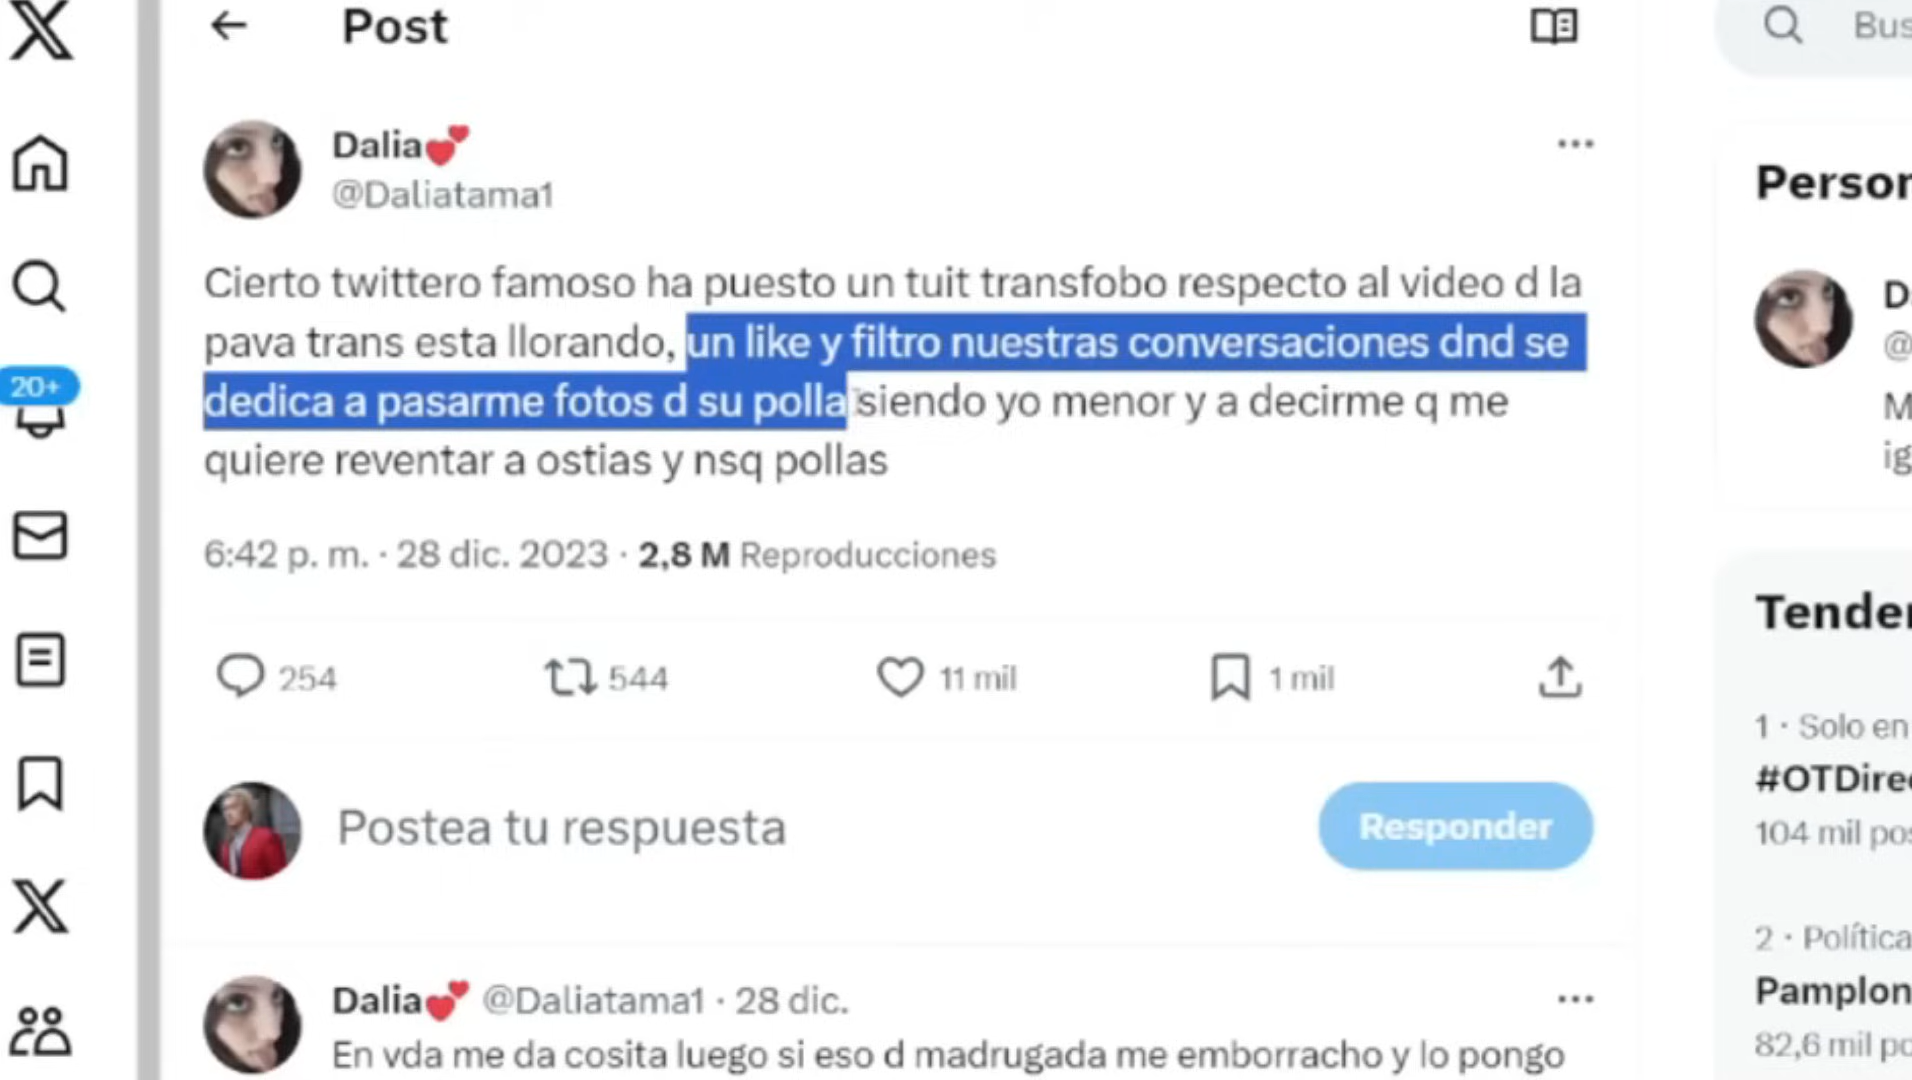 Post
Bus
Dalia💕
@Daliatama1
Cierto twittero famoso ha puesto un tuit transfobo respecto al video d la
pava trans esta llorando, un like y filtro nuestras conversaciones dnd se
dedica a pasarme fotos d su polla siendo yo menor y a decirme q me
quiere reventar a ostias y nsq pollas
6:42 p. m. · 28 dic. 2023 · 2,8 M Reproducciones
254 544 11 mil 1 mil
Postea tu respuesta
Responder
Dalia💕 @Daliatama1 · 28 dic.
En vda me da cosita luego si eso d madrugada me emborracho y lo pongo
20+
Person
D
@
M
ig
Tender
1 · Solo en
#OTDirec
104 mil pos
2 · Política
Pamplon
82,6 mil po